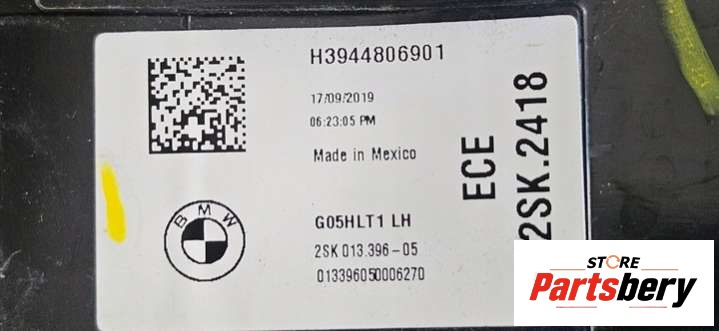 H3944806901
17/09/2019
06:23:05 PM
Made in Mexico
BMW
G05HLT1 LH
2SK 013.396-05
013396050006270
ECE
2SK.2418
STORE
Partsbery